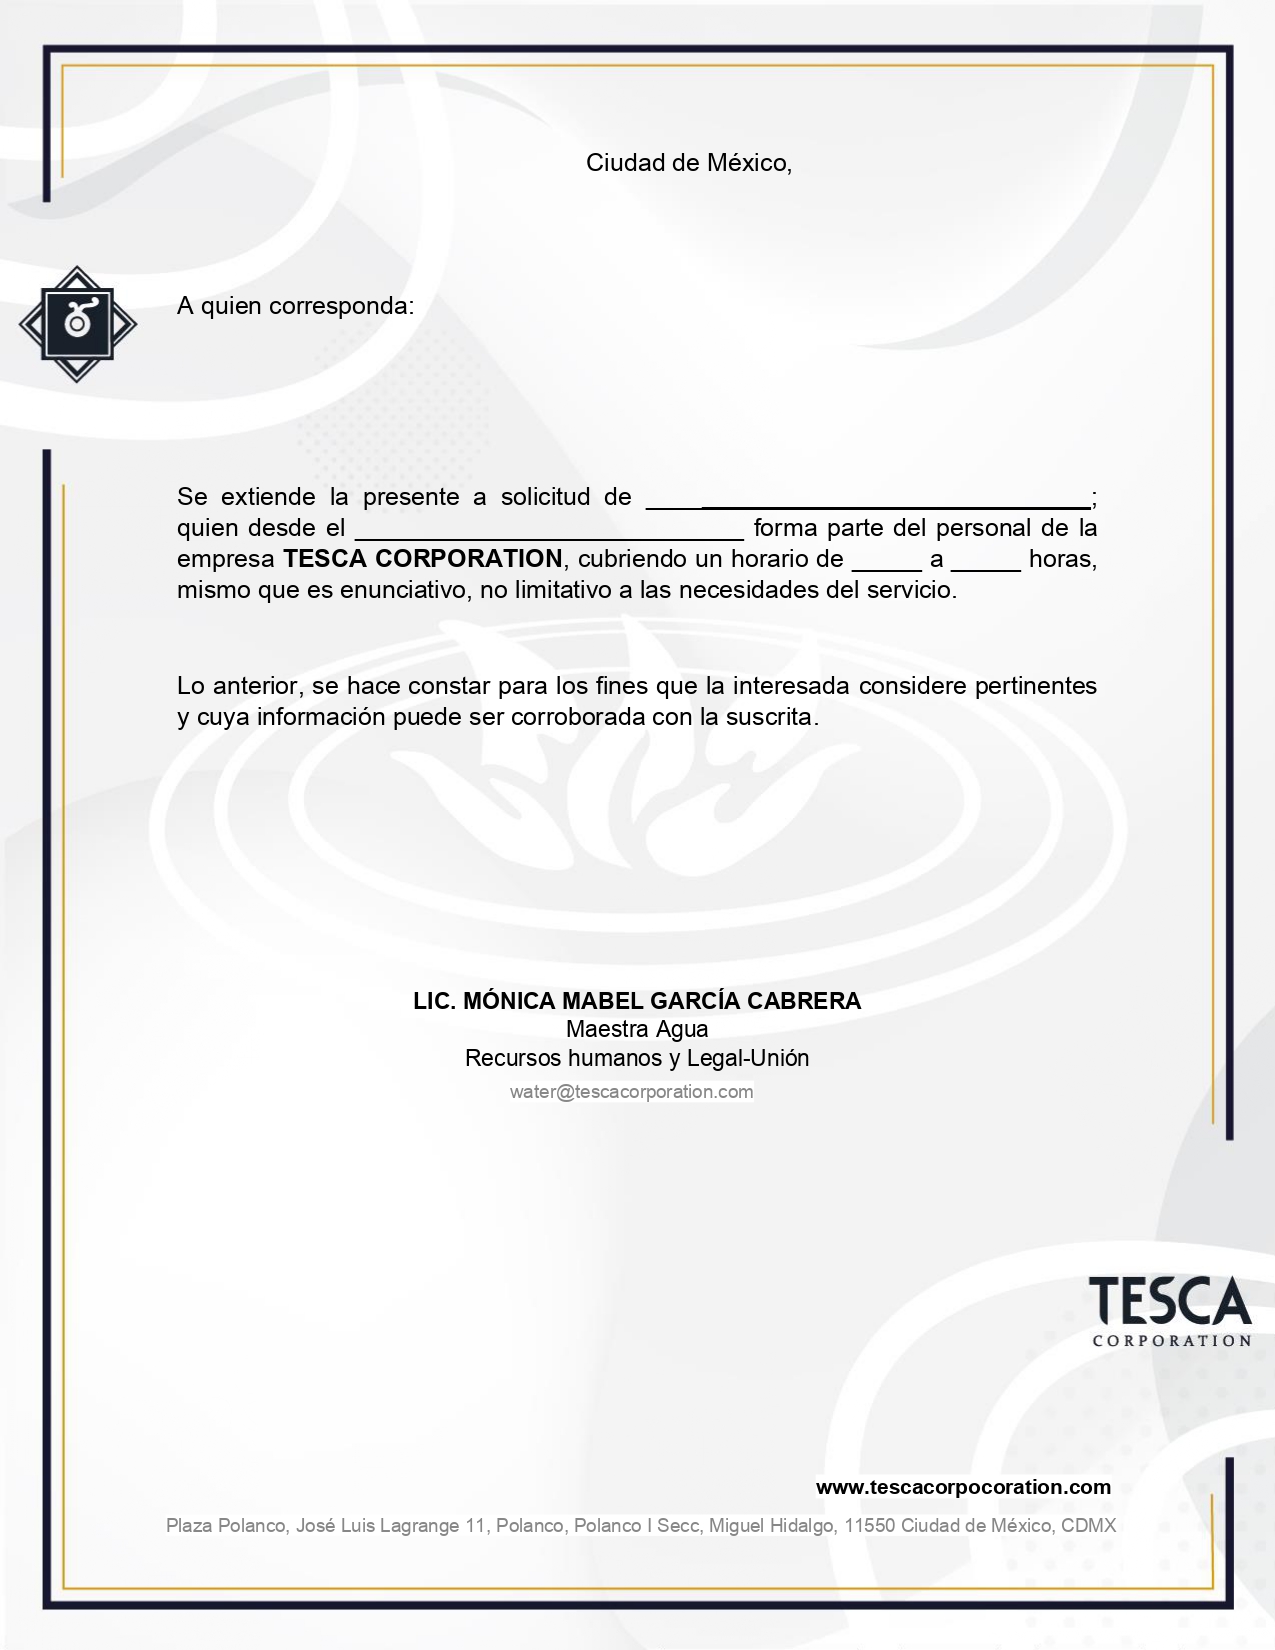 Ciudad de México,
A quien corresponda:
Se extiende la presente a solicitud de ________________________________;
quien desde el ____________________________ forma parte del personal de la
empresa TESCA CORPORATION, cubriendo un horario de _____ a _____ horas,
mismo que es enunciativo, no limitativo a las necesidades del servicio.
Lo anterior, se hace constar para los fines que la interesada considere pertinentes
y cuya información puede ser corroborada con la suscrita.
LIC. MÓNICA MABEL GARCÍA CABRERA
Maestra Agua
Recursos humanos y Legal-Unión
water@tescacorporation.com
TESCA
CORPORATION
www.tescacorpocoration.com
Plaza Polanco, José Luis Lagrange 11, Polanco, Polanco I Secc, Miguel Hidalgo, 11550 Ciudad de México, CDMX